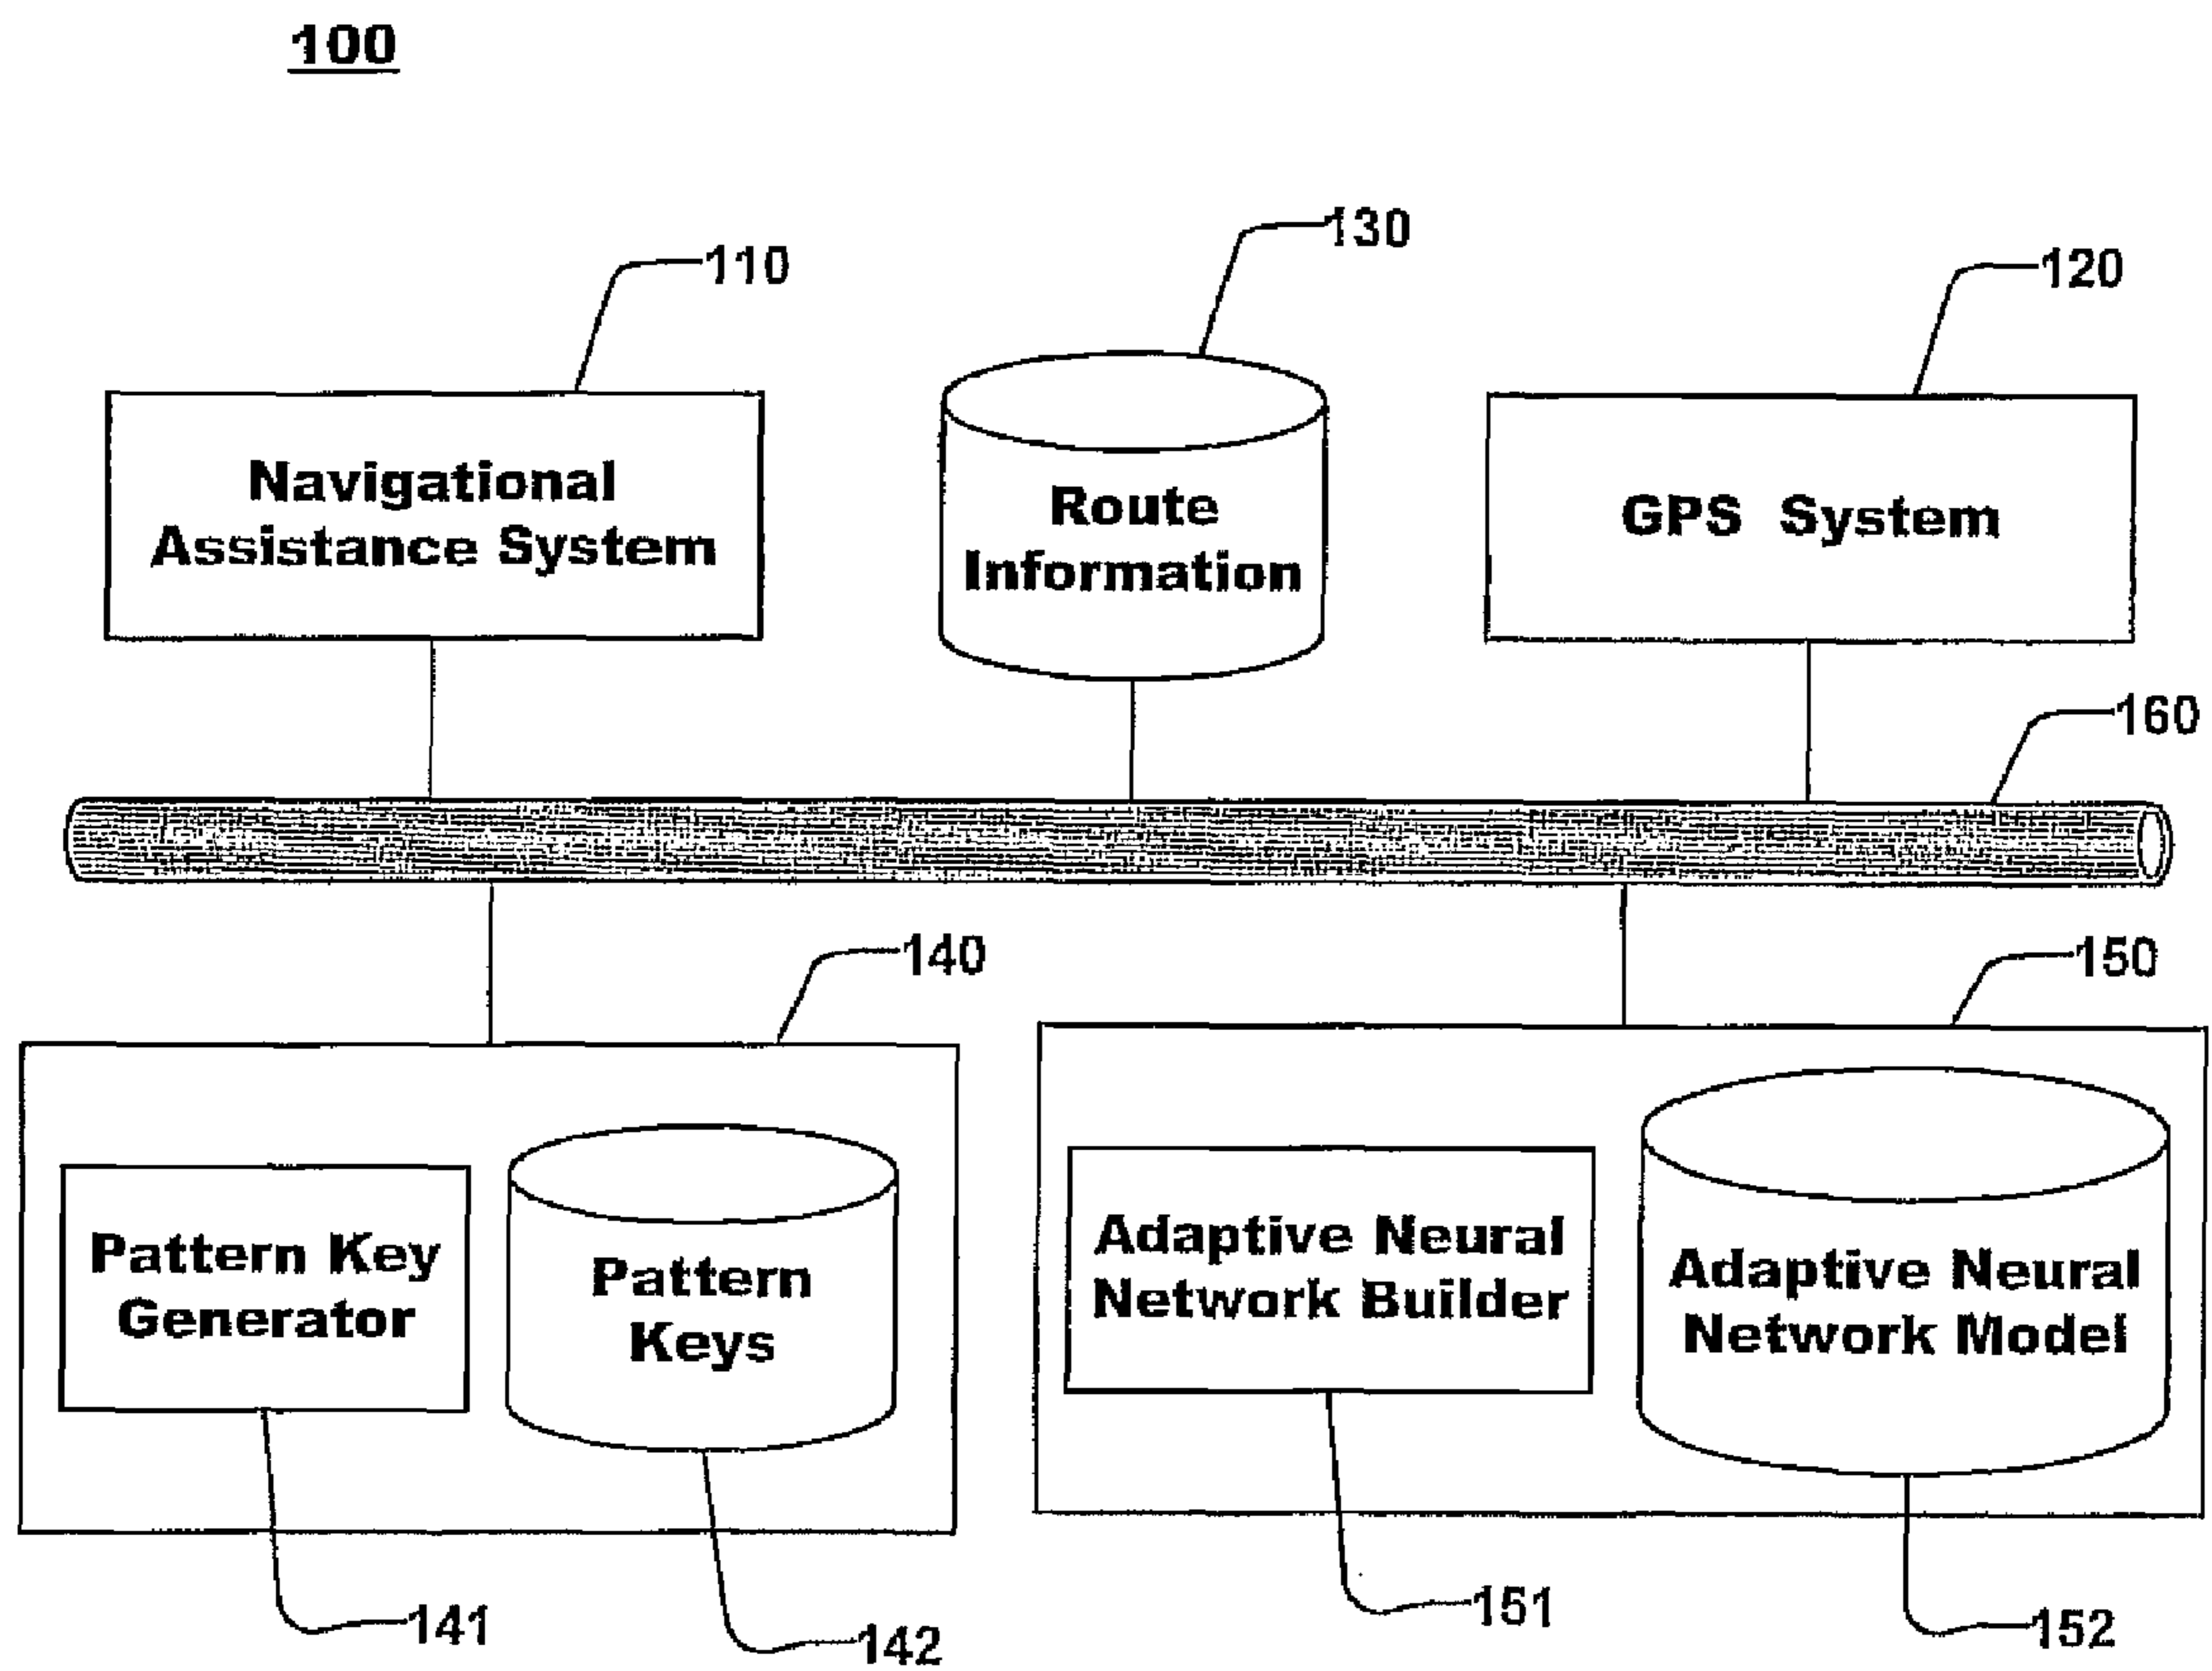 100
130
110
120
Navigational
Assistance System
Route
Information
GPS System
160
140
150
Pattern Key
Generator
Pattern
Keys
Adaptive Neural
Network Builder
Adaptive Neural
Network Model
141
142
151
152